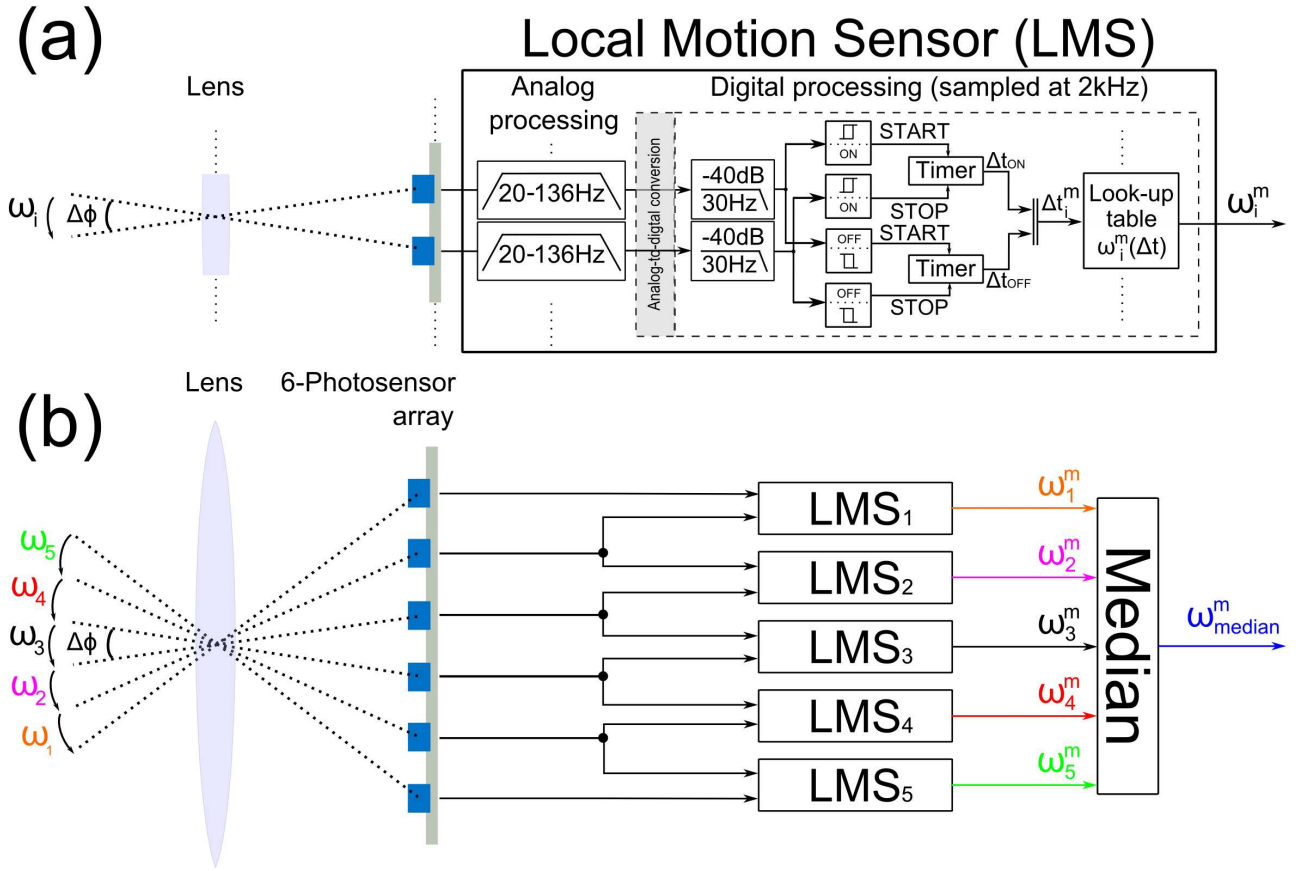 (a)
Local Motion Sensor (LMS)
Lens
Analog
processing
Digital processing (sampled at 2kHz)
ωi
Δϕ
20-136Hz
20-136Hz
Analog-to-digtal conversion
-40dB
30Hz
-40dB
30Hz
ON
START
ON
STOP
Timer
ΔtON
OFF
START
OFF
STOP
Timer
ΔtOFF
Δtᵢᵐ
Look-up
table
ωᵢᵐ(Δt)
ωᵢᵐ
(b)
Lens
6-Photosensor
array
ω₅
ω₄
ω₃
Δϕ
ω₂
ω₁
LMS₁
LMS₂
LMS₃
LMS₄
LMS₅
ω₁ᵐ
ω₂ᵐ
ω₃ᵐ
ω₄ᵐ
ω₅ᵐ
Median
ωᵐmedian